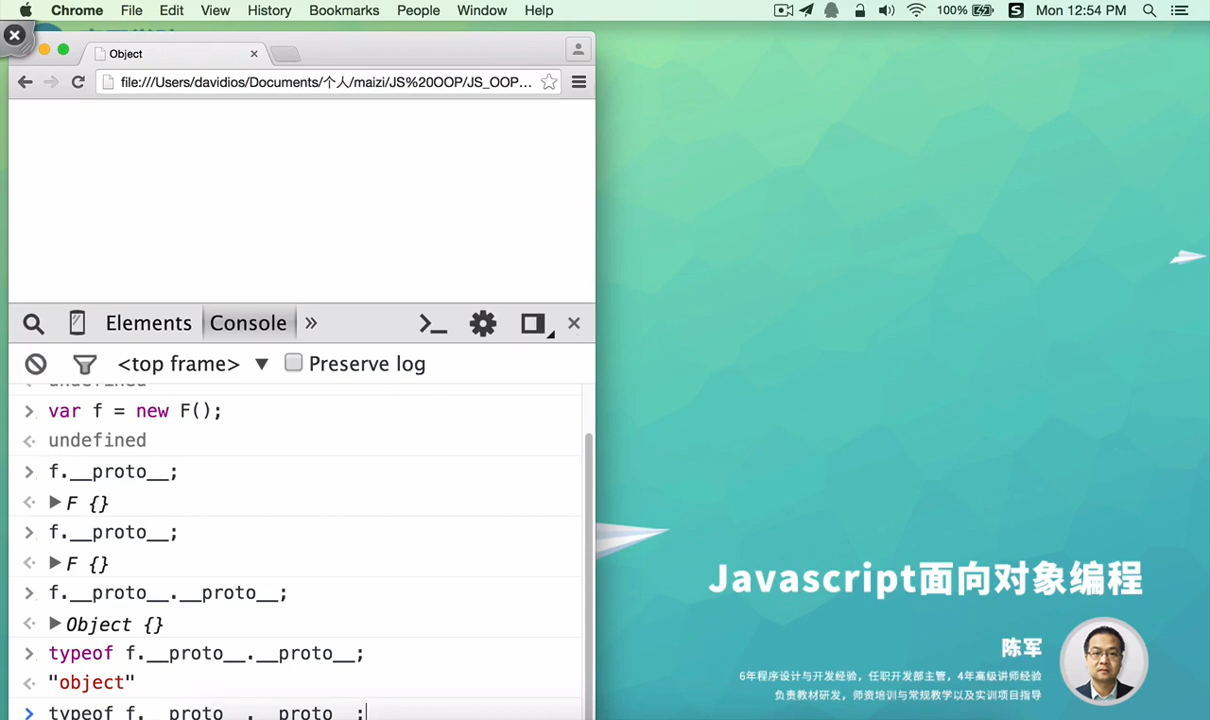 Chrome File Edit View History Bookmarks People Window Help 100% Mon 12:54 PM
Object
file:///Users/davidios/Documents/个人/maizi/JS%20OOP/JS_OOP...
Elements Console »
<top frame> ▼ Preserve log
undefined
> var f = new F();
undefined
> f.__proto__;
F {}
> f.__proto__;
F {}
> f.__proto__.__proto__;
Object {}
> typeof f.__proto__.__proto__;
"object"
> typeof f.__proto__.__proto__;
Javascript面向对象编程
陈军
6年程序设计与开发经验，任职开发部主管，4年高级讲师经验
负责教材研发，师资培训与常规教学以及实训项目指导